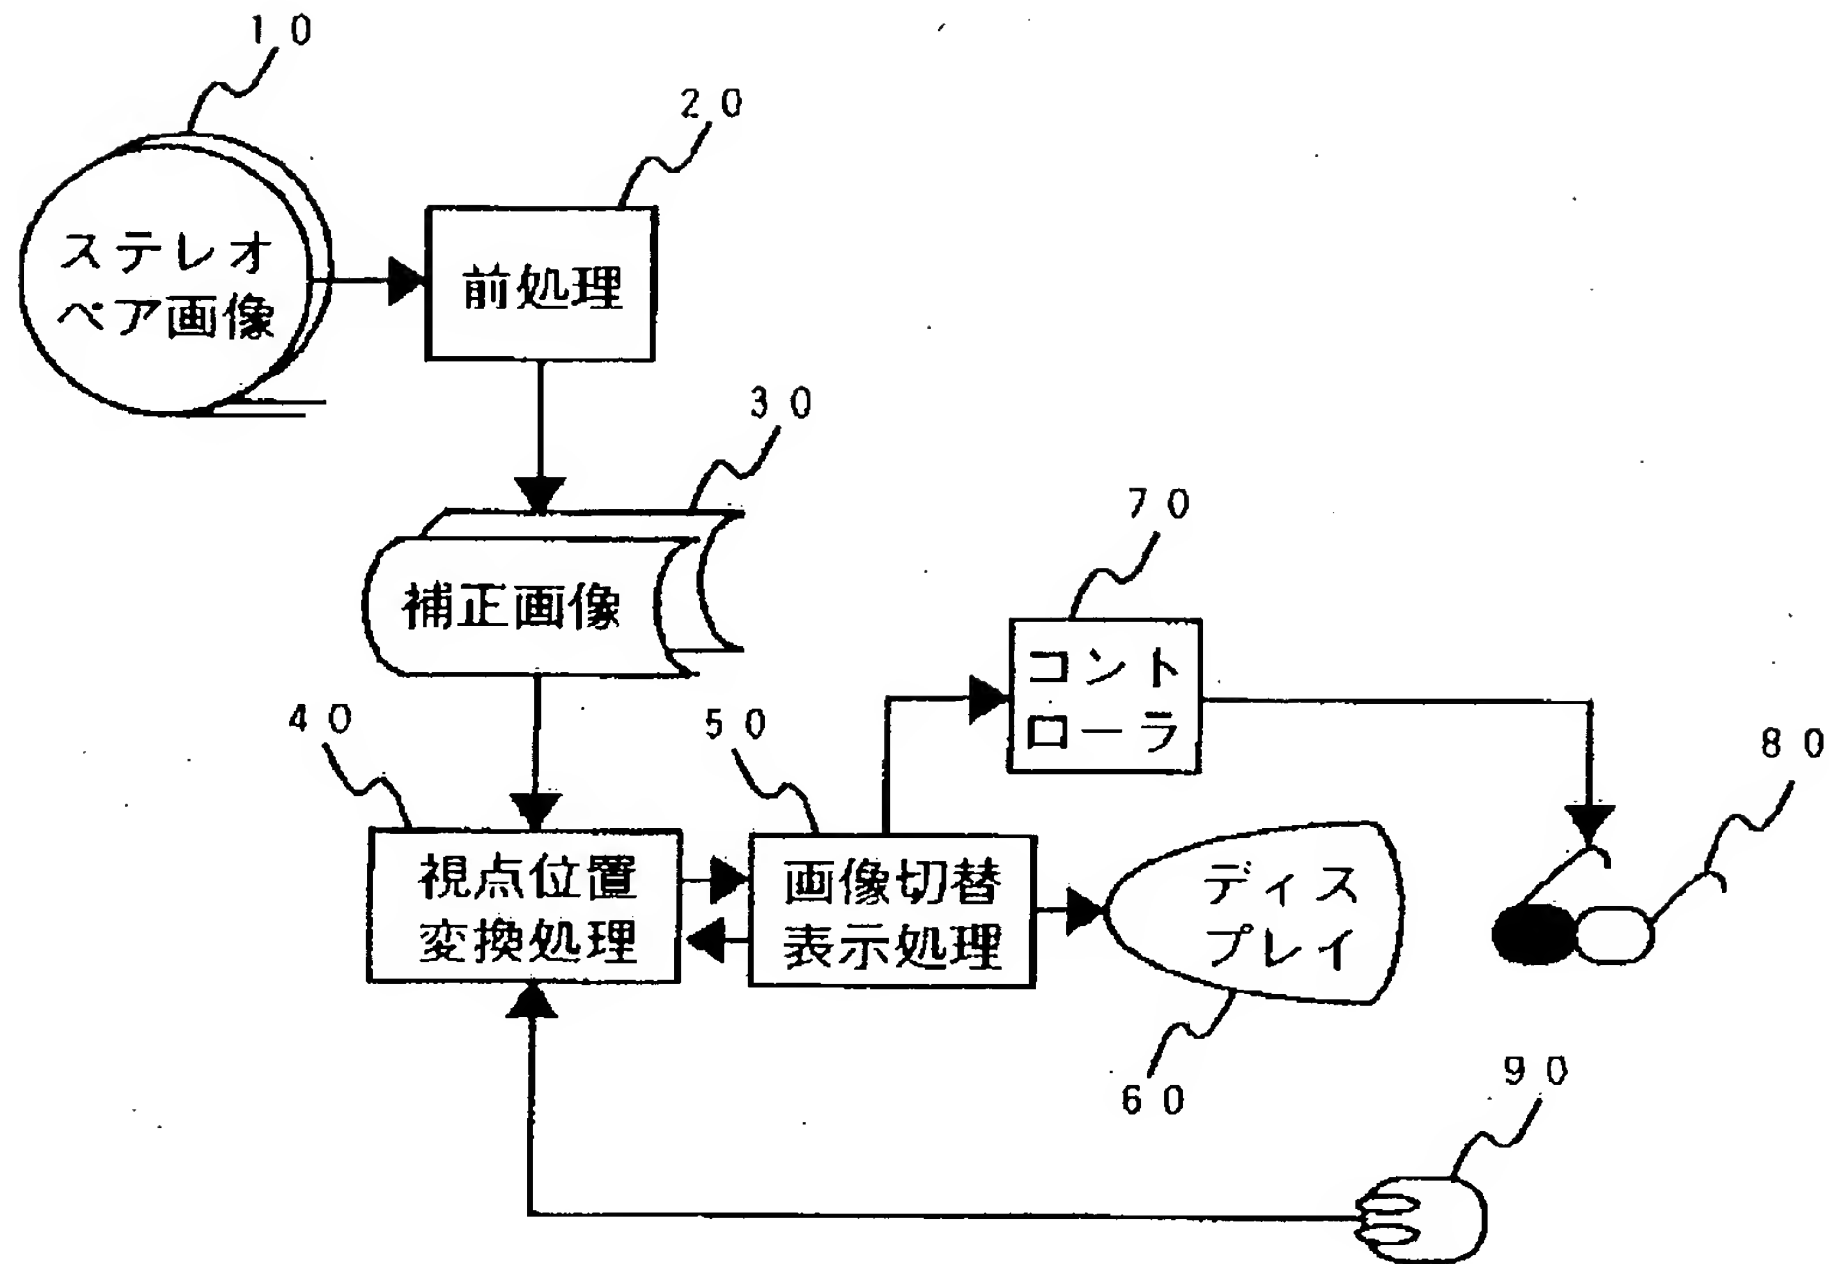 10
ステレオ
ペア画像
20
前処理
30
補正画像
40
視点位置
変換処理
50
画像切替
表示処理
60
ディス
プレイ
70
コント
ローラ
80
90